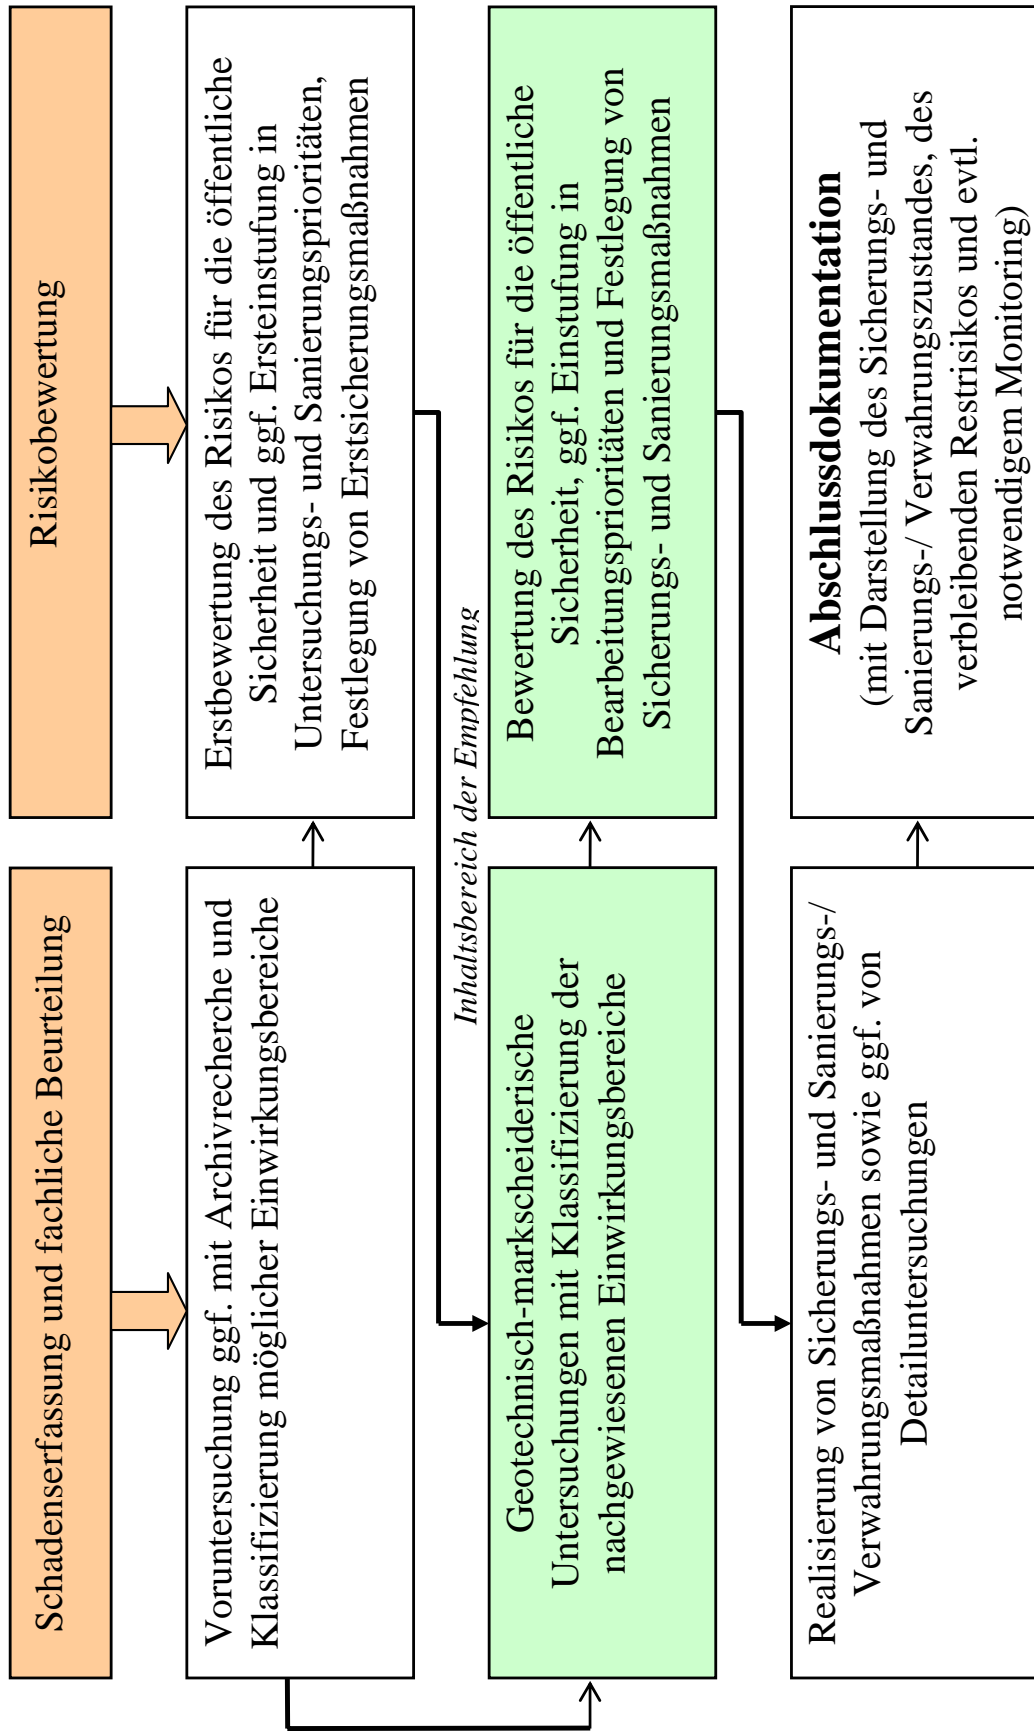 Schadenserfassung und fachliche Beurteilung
Risikobewertung
Voruntersuchung ggf. mit Archivrecherche und
Klassifizierung möglicher Einwirkungsbereiche
Erstbewertung des Risikos für die öffentliche
Sicherheit und ggf. Ersteinstufung in
Untersuchungs- und Sanierungsprioritäten,
Festlegung von Erstsicherungsmaßnahmen
Inhaltsbereich der Empfehlung
Geotechnisch-markscheiderische
Untersuchungen mit Klassifizierung der
nachgewiesenen Einwirkungsbereiche
Bewertung des Risikos für die öffentliche
Sicherheit, ggf. Einstufung in
Bearbeitungsprioritäten und Festlegung von
Sicherungs- und Sanierungsmaßnahmen
Realisierung von Sicherungs- und Sanierungs-/
Verwahrungsmaßnahmen sowie ggf. von
Detailuntersuchungen
Abschlussdokumentation
(mit Darstellung des Sicherungs- und
Sanierungs-/ Verwahrungszustandes, des
verbleibenden Restrisikos und evtl.
notwendigem Monitoring)